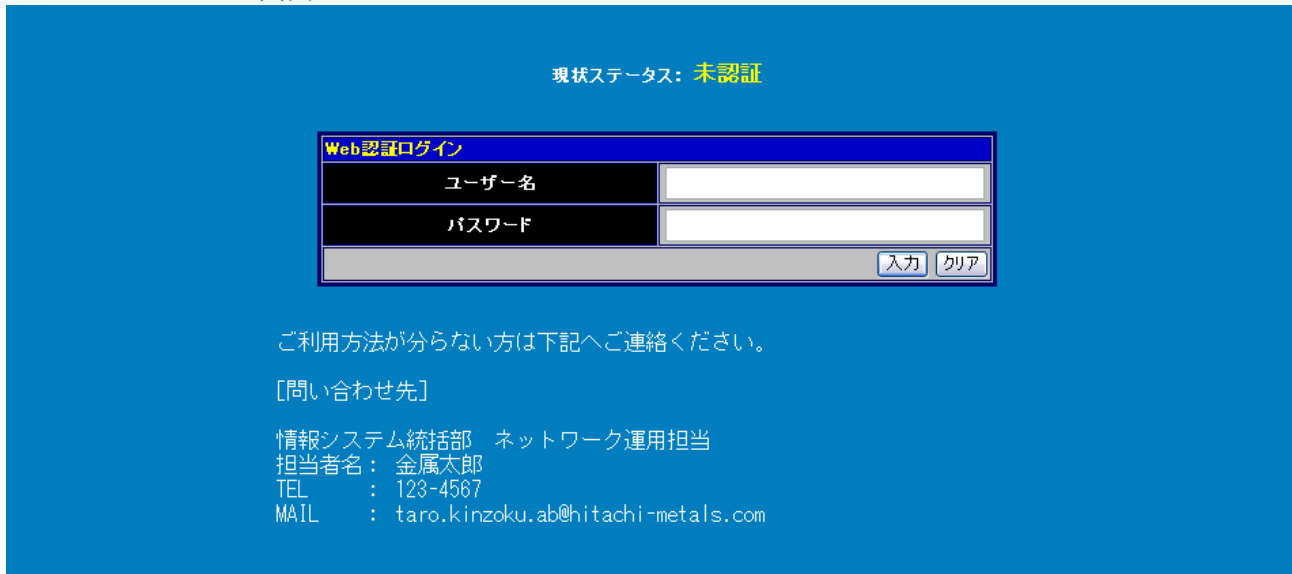 現状ステータス: 未認証
Web認証ログイン
ユーザー名
パスワード
入力 クリア
ご利用方法が分らない方は下記へご連絡ください。
[問い合わせ先]
情報システム統括部　ネットワーク運用担当
担当者名： 金属太郎
TEL ： 123-4567
MAIL ： taro.kinzoku.ab@hitachi-metals.com